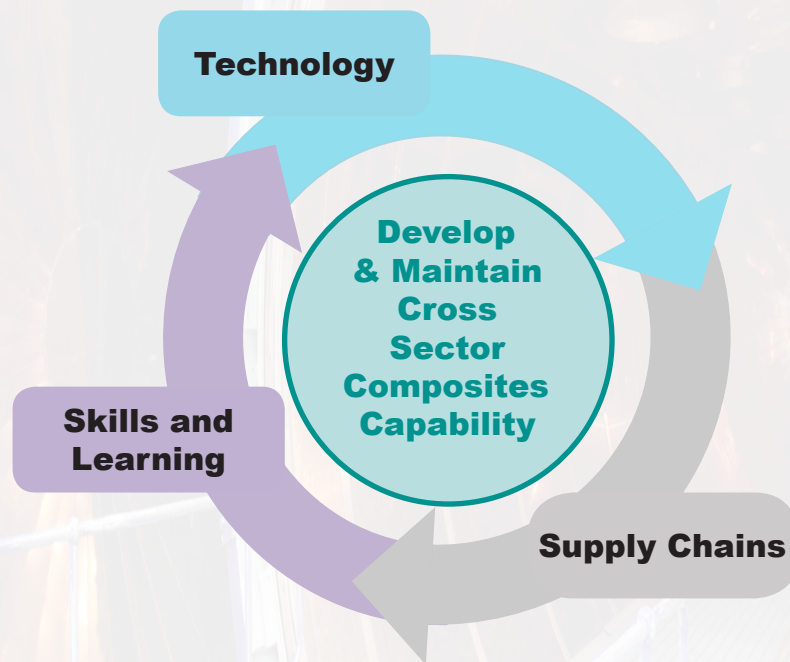 Technology
Develop
& Maintain
Cross
Sector
Composites
Capability
Skills and
Learning
Supply Chains